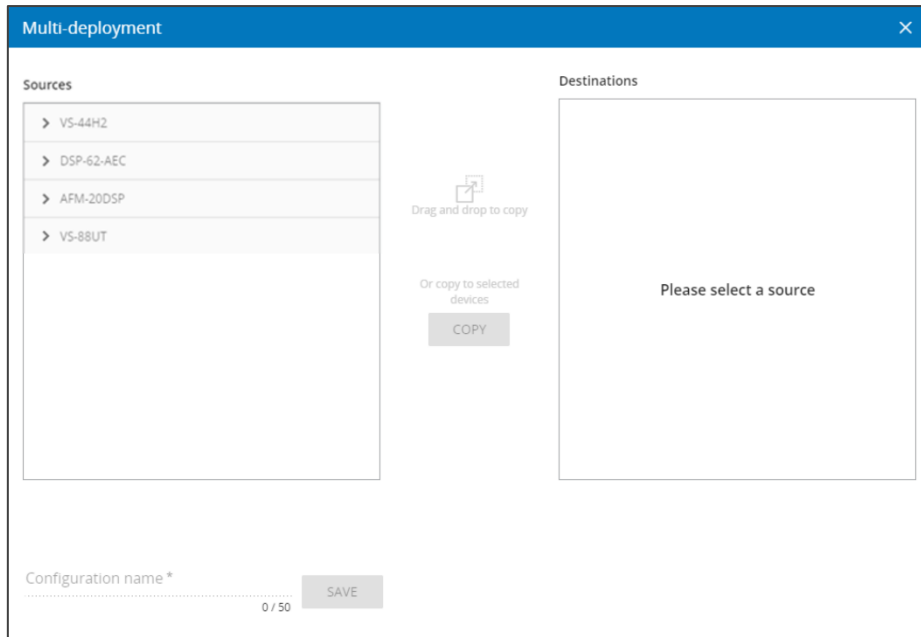 Multi-deployment
Sources
VS-44H2
DSP-62-AEC
AFM-20DSP
VS-88UT
Drag and drop to copy
Or copy to selected
devices
COPY
Destinations
Please select a source
Configuration name *
0 / 50
SAVE